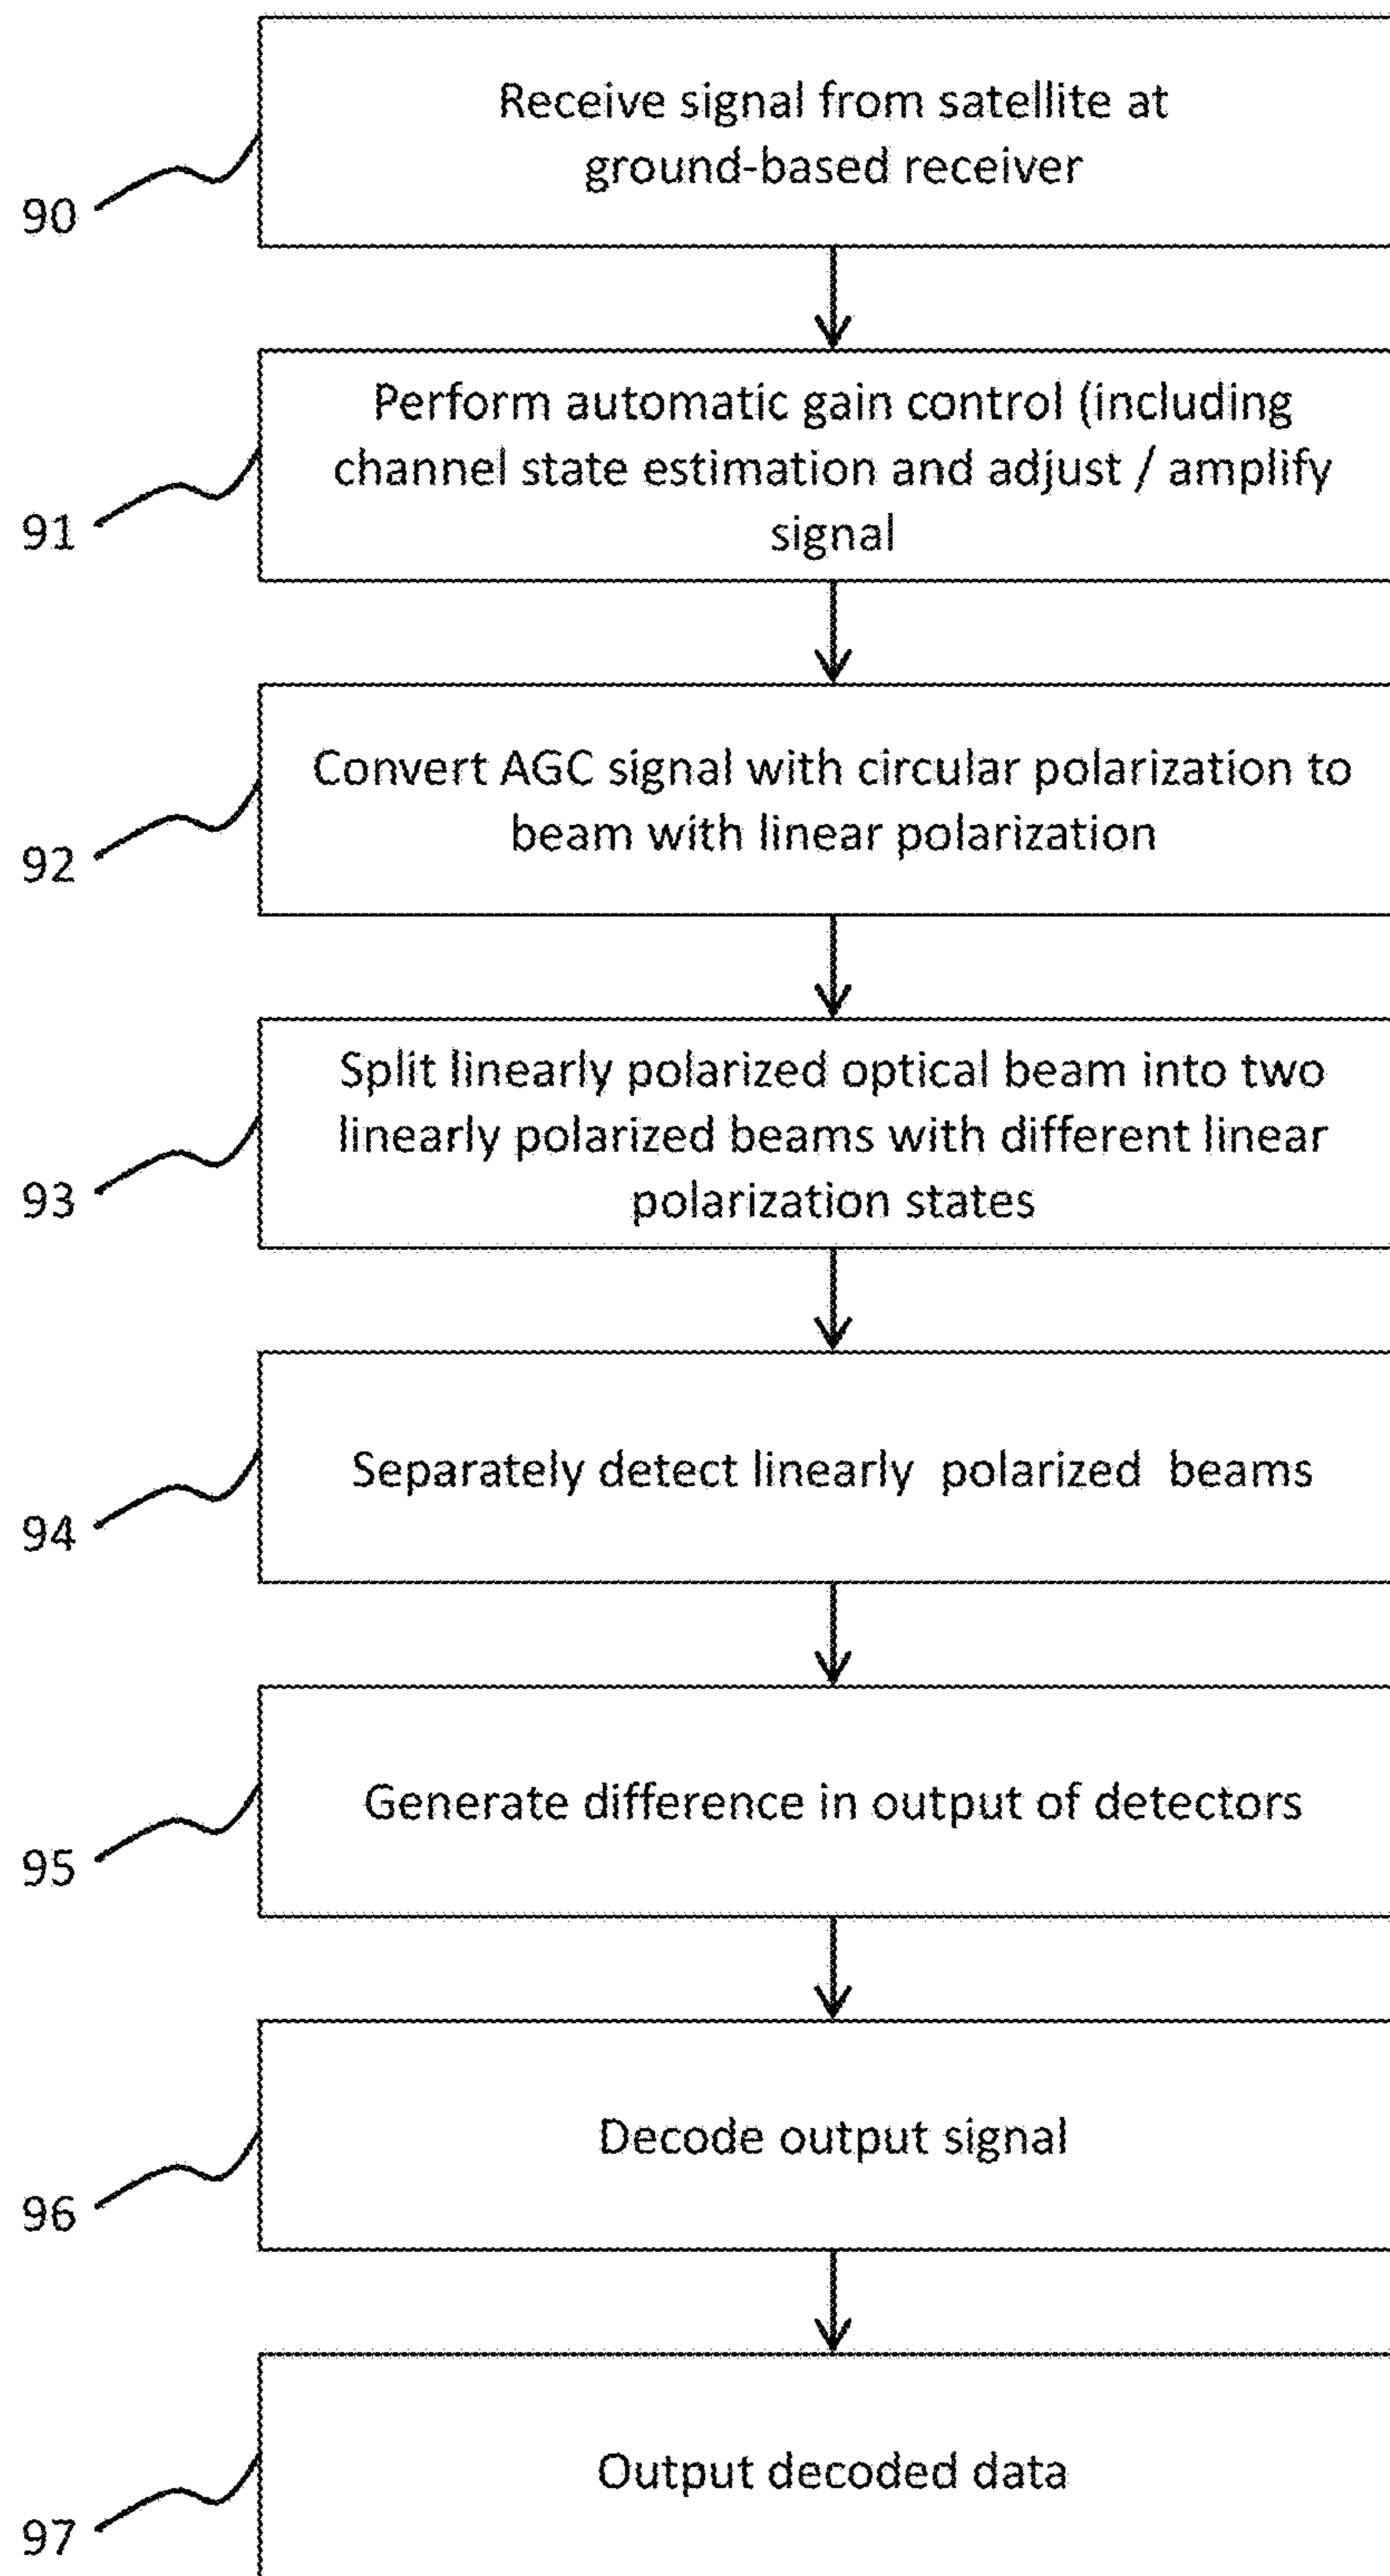 Receive signal from satellite at
ground-based receiver
90
Perform automatic gain control (including
channel state estimation and adjust / amplify
signal
91
Convert AGC signal with circular polarization to
beam with linear polarization
92
Split linearly polarized optical beam into two
linearly polarized beams with different linear
polarization states
93
Separately detect linearly polarized beams
94
Generate difference in output of detectors
95
Decode output signal
96
Output decoded data
97